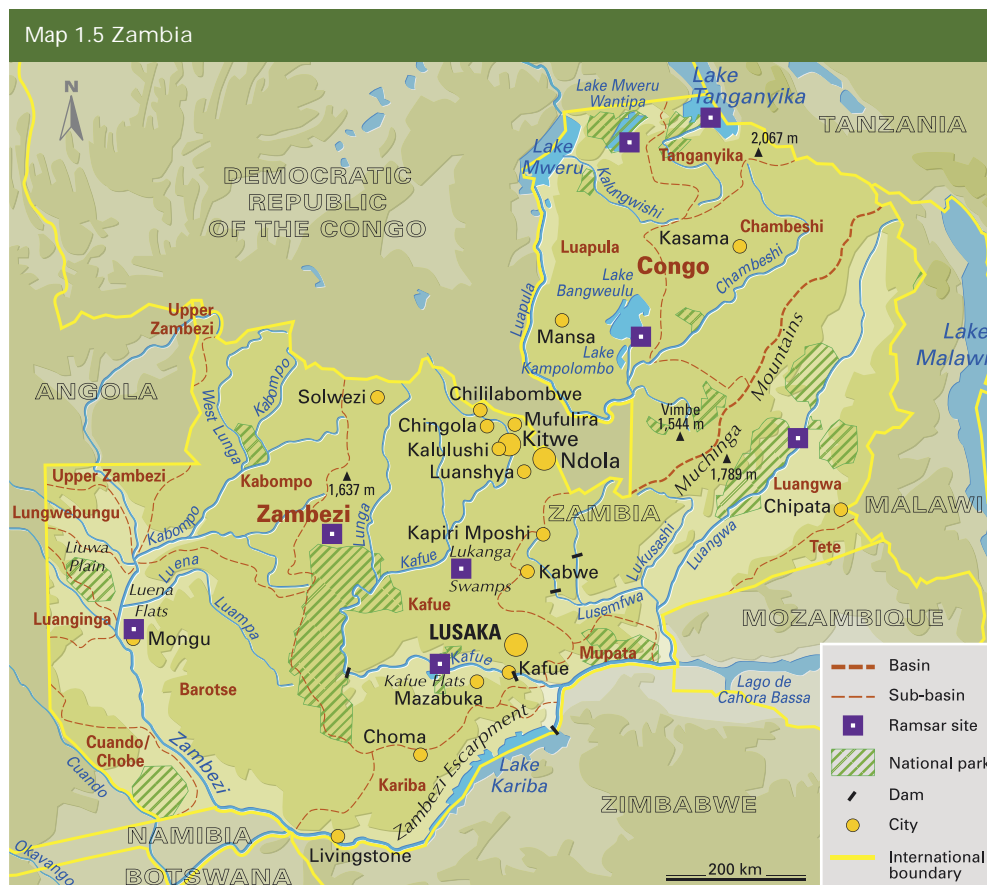 Map 1.5 Zambia
N
Lake Mweru
Wantipa
Lake
Tanganyika
TANZANIA
Lake
Mweru
Tanganyika
2,067 m
DEMOCRATIC
REPUBLIC
OF THE CONGO
Kalungwishi
Luapula
Kasama
Chambeshi
Congo
Chambeshi
Lake
Bangweulu
Luapula
Mansa
Lake
Kampolombo
Lake
Malawi
Upper
Zambezi
ANGOLA
West Lunga
Kabompo
Solwezi
Chililabombwe
Chingola
Mufulira
Kitwe
Kalulushi
Ndola
Luanshya
Vimbe
1,544 m
Muchinga
Mountains
1,789 m
Luangwa
Chipata
MALAWI
Tete
Upper Zambezi
Lungwebungu
Kabompo
1,637 m
Zambezi
Lunga
Kabompo
Liuwa
Plain
Luena
Luena
Flats
Luanginga
Mongu
Luampa
Kapiri Mposhi
ZAMBIA
Kafue
Lukanga
Swamps
Kabwe
Lukusashi
Luangwa
Lusemfwa
Kafue
LUSAKA
MOZAMBIQUE
Mupata
Kafue
Kafue
Kafue Flats
Mazabuka
Lago de
Cahora Bassa
Barotse
Choma
Cuando/
Chobe
Cuando
Zambezi
Kariba
Zambezi Escarpment
Lake
Kariba
ZIMBABWE
NAMIBIA
Livingstone
Okavango
BOTSWANA
200 km
Basin
Sub-basin
Ramsar site
National park
Dam
City
International
boundary